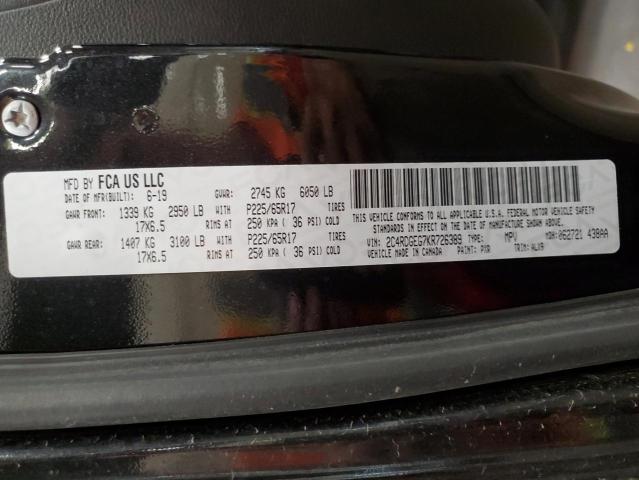 MFD BY FCA US LLC
DATE OF MFR(BUILT): 6-19 GVWR: 2745 KG 6050 LB
GAWR FRONT: 1339 KG 2950 LB WITH P225/65R17 TIRES
17X6.5 RIMS AT 250 KPA ( 36 PSI) COLD
GAWR REAR: 1407 KG 3100 LB WITH P225/65R17 TIRES
17X6.5 RIMS AT 250 KPA ( 36 PSI) COLD
THIS VEHICLE CONFORMS TO ALL APPLICABLE U.S.A. FEDERAL MOTOR VEHICLE SAFETY
STANDARDS IN EFFECT ON THE DATE OF MANUFACTURE SHOWN ABOVE.
VIN: 2C4RDGEG7KR726389 TYPE: MPV MDH: 062721 439AA
VEHICLE MADE IN CANADA PAINT: PXR TRIM: ALX9